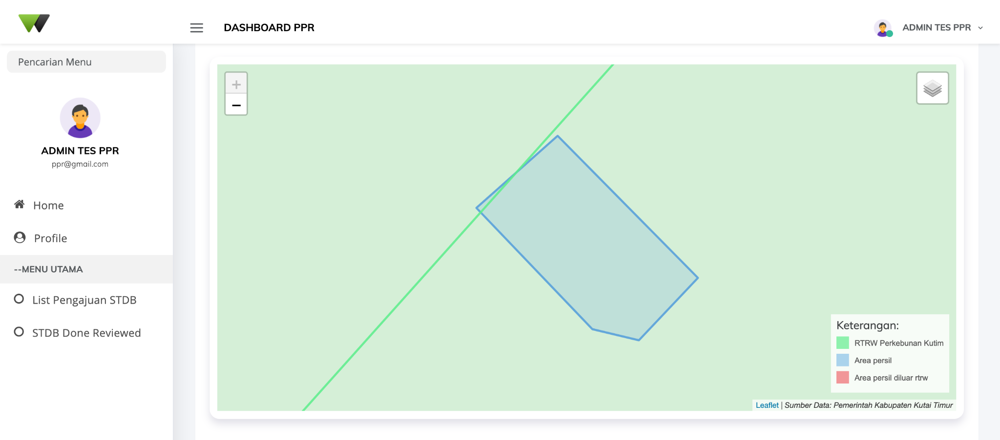 DASHBOARD PPR
ADMIN TES PPR
Pencarian Menu
ADMIN TES PPR
ppr@gmail.com
Home
Profile
--MENU UTAMA
List Pengajuan STDB
STDB Done Reviewed
+
−
Keterangan:
RTRW Perkebunan Kutim
Area persil
Area persil diluar rtrw
Leaflet | Sumber Data: Pemerintah Kabupaten Kutai Timur